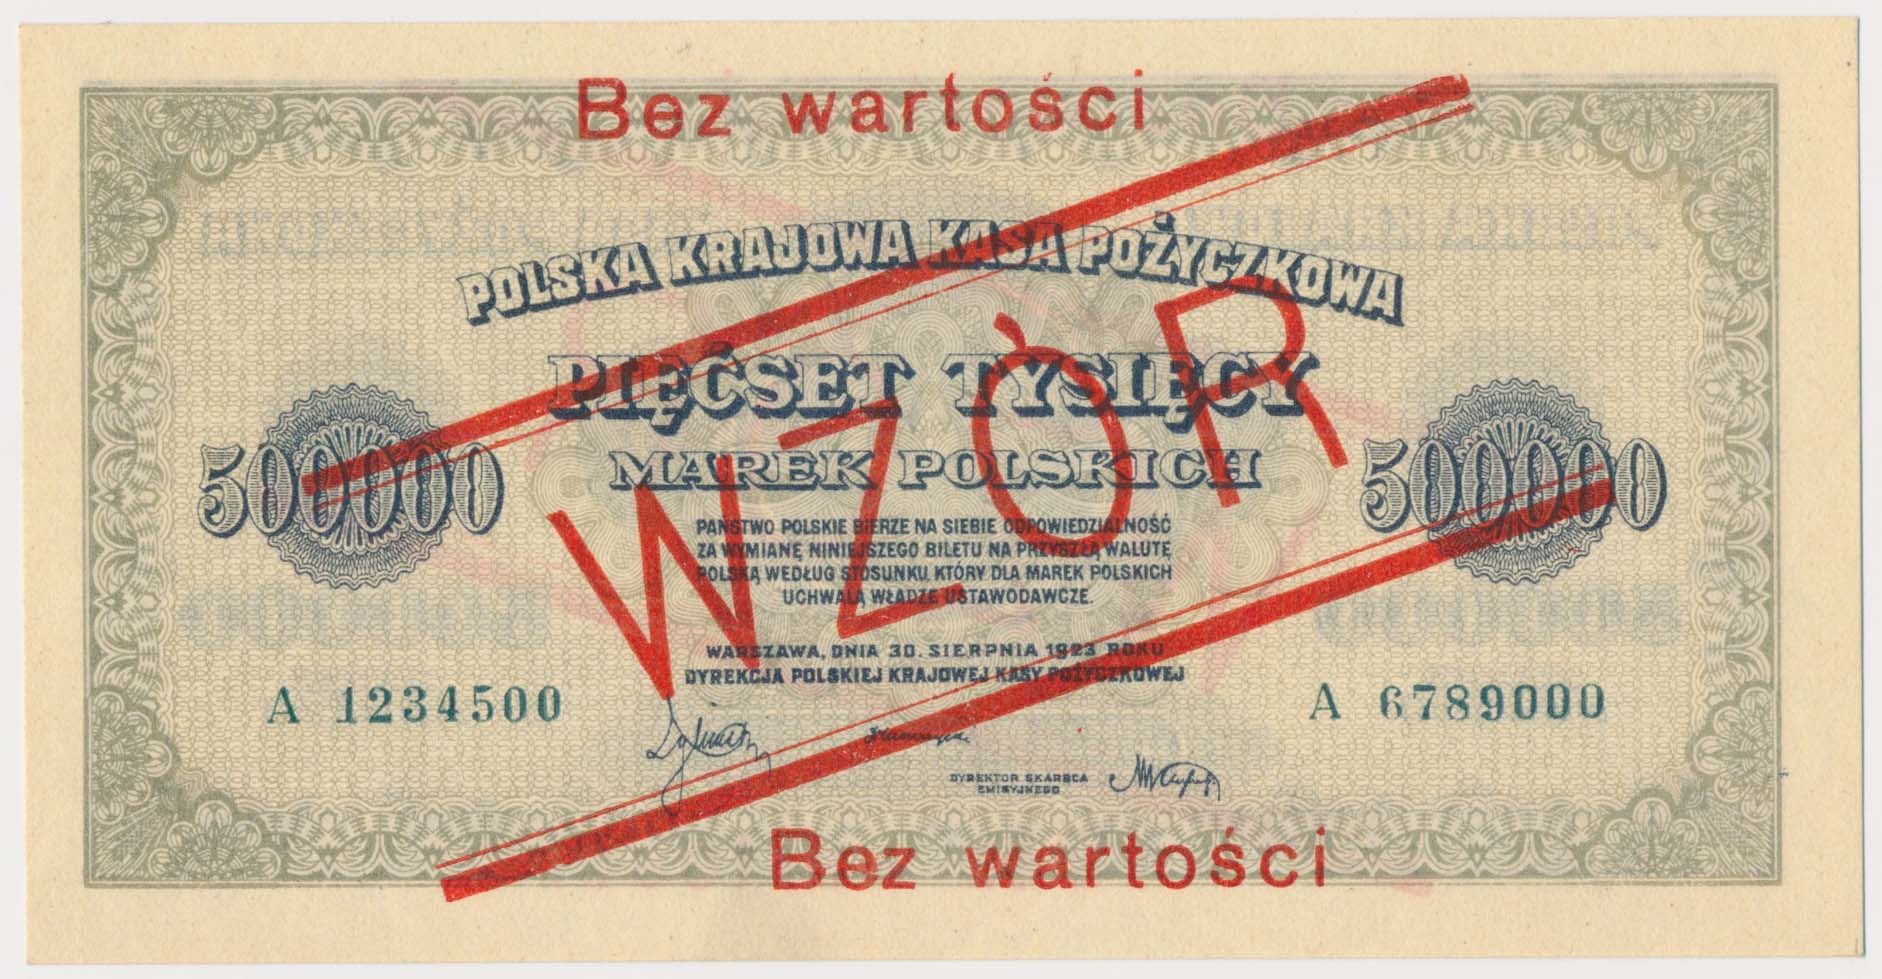 Bez wartości
POLSKA KRAJOWA KASA POŻYCZKOWA
PIĘĆSET TYSIĘCY
MAREK POLSKICH
500000
500000
WZÓR
PAŃSTWO POLSKIE BIERZE NA SIEBIE ODPOWIEDZIALNOŚĆ
ZA WYMIANĘ NINIEJSZEGO BILETU NA PRZYSZŁĄ WALUTĘ
POLSKĄ WEDŁUG STOSUNKU, KTÓRY DLA MAREK POLSKICH
UCHWALĄ WŁADZE USTAWODAWCZE.
WARSZAWA, DNIA 30. SIERPNIA 1923 ROKU
DYREKCJA POLSKIEJ KRAJOWEJ KASY POŻYCZKOWEJ
A 1234500
A 6789000
DYREKTOR SKARBCA
EMISYJNEGO
Bez wartości